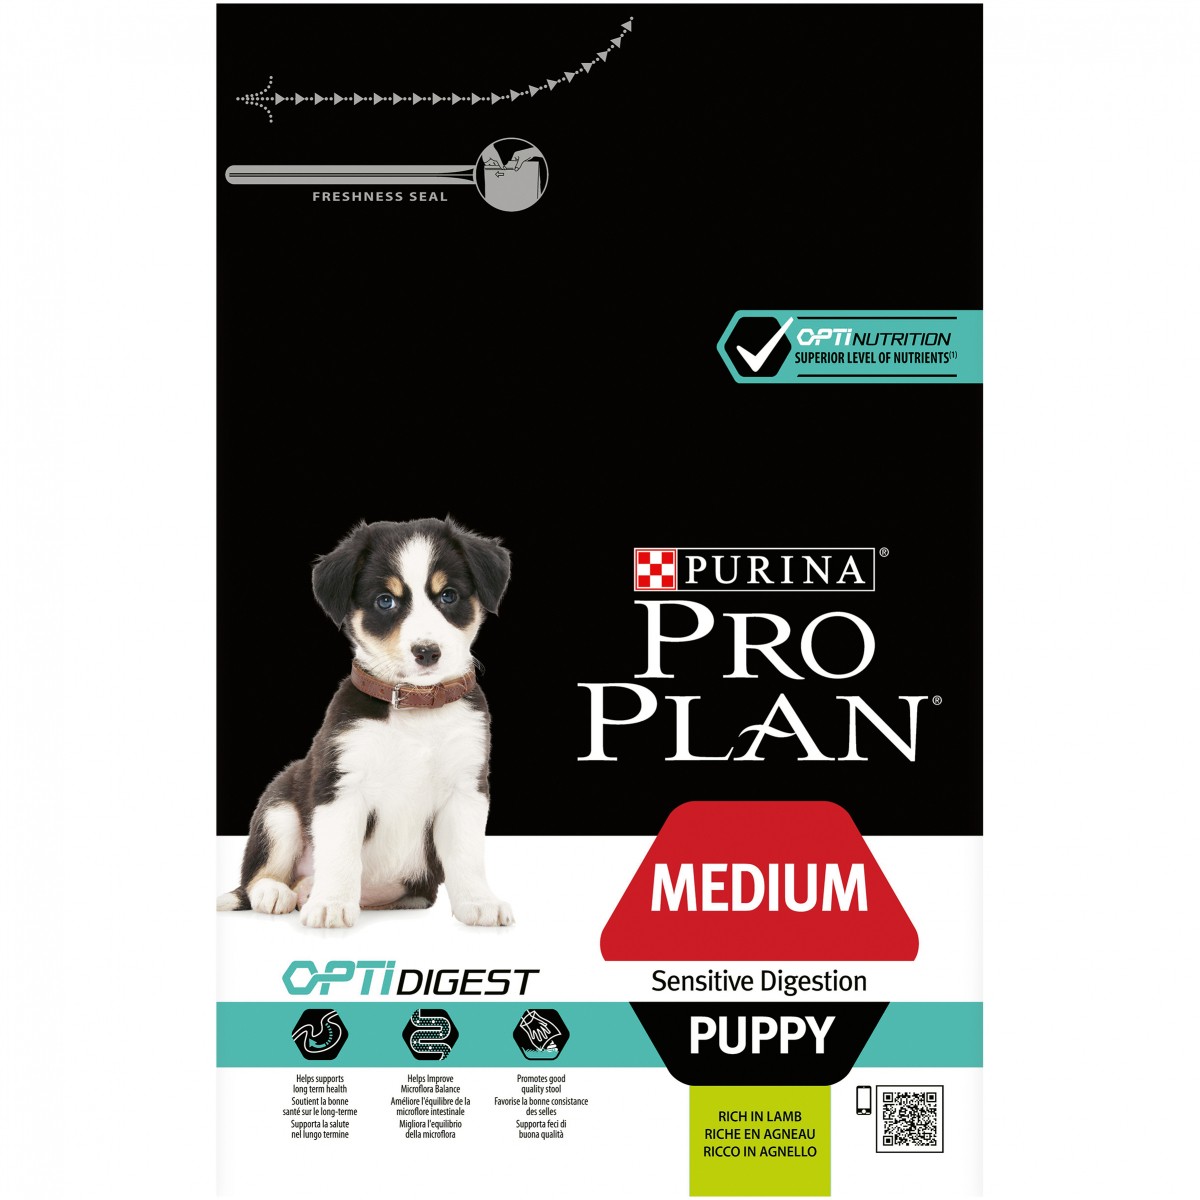 FRESHNESS SEAL
OPTINUTRITION
SUPERIOR LEVEL OF NUTRIENTS(1)
PURINA®
PRO
PLAN®
MEDIUM
Sensitive Digestion
PUPPY
OPTIDIGEST
Helps supports
long term health
Soutient la bonne
santé sur le long-terme
Supporta la salute
nel lungo termine
Helps Improve
Microflora Balance
Améliore l'équilibre de la
microflore intestinale
Migliora l'equilibrio
della microflora
Promotes good
quality stool
Favorise la bonne consistance
des selles
Supporta feci di
buona qualità
RICH IN LAMB
RICHE EN AGNEAU
RICCO IN AGNELLO